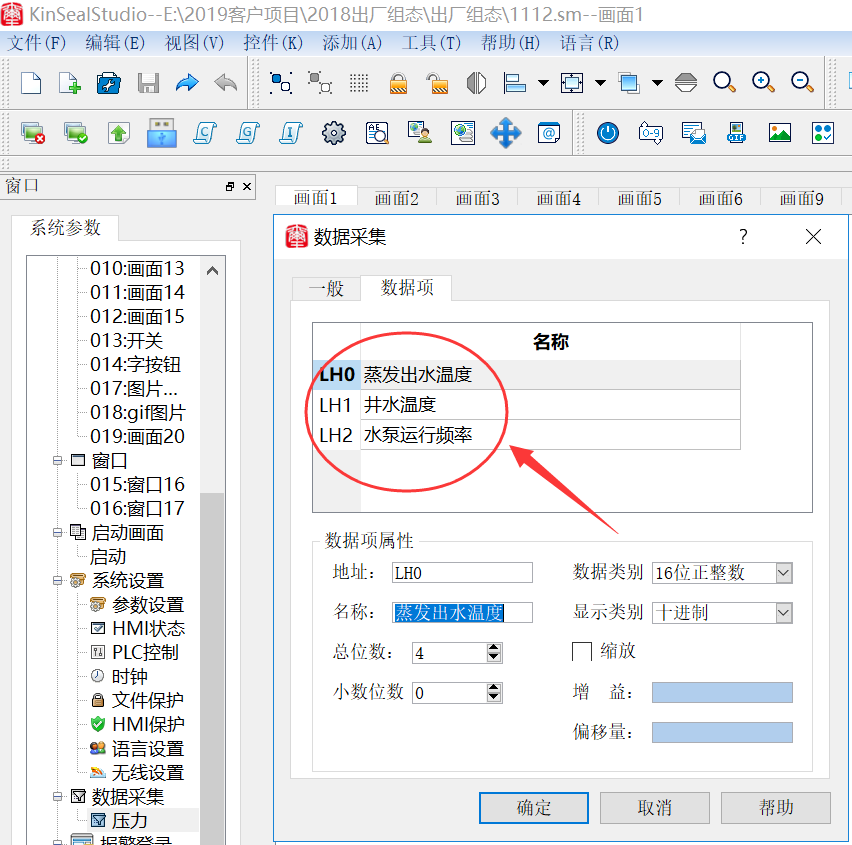 KinSealStudio--E:\2019客户项目\2018出厂组态\出厂组态\1112.sm--画面1
文件(F) 编辑(E) 视图(V) 控件(K) 添加(A) 工具(T) 帮助(H) 语言(R)
C G I A E 0-9 @ GIF
窗口
画面1 画面2 画面3 画面4 画面5 画面6 画面9
系统参数
010:画面13
011:画面14
012:画面15
013:开关
014:字按钮
017:图片...
018:gif图片
019:画面20
窗口
015:窗口16
016:窗口17
启动画面
启动
系统设置
参数设置
HMI状态
PLC控制
时钟
文件保护
HMI保护
语言设置
无线设置
数据采集
压力
报警登录
数据采集
?
一般 数据项
名称
LH0 蒸发出水温度
LH1 井水温度
LH2 水泵运行频率
数据项属性
地址: LH0 数据类别 16位正整数
名称: 蒸发出水温度 显示类别 十进制
总位数: 4 缩放
小数位数 0 增 益:
偏移量:
确定 取消 帮助